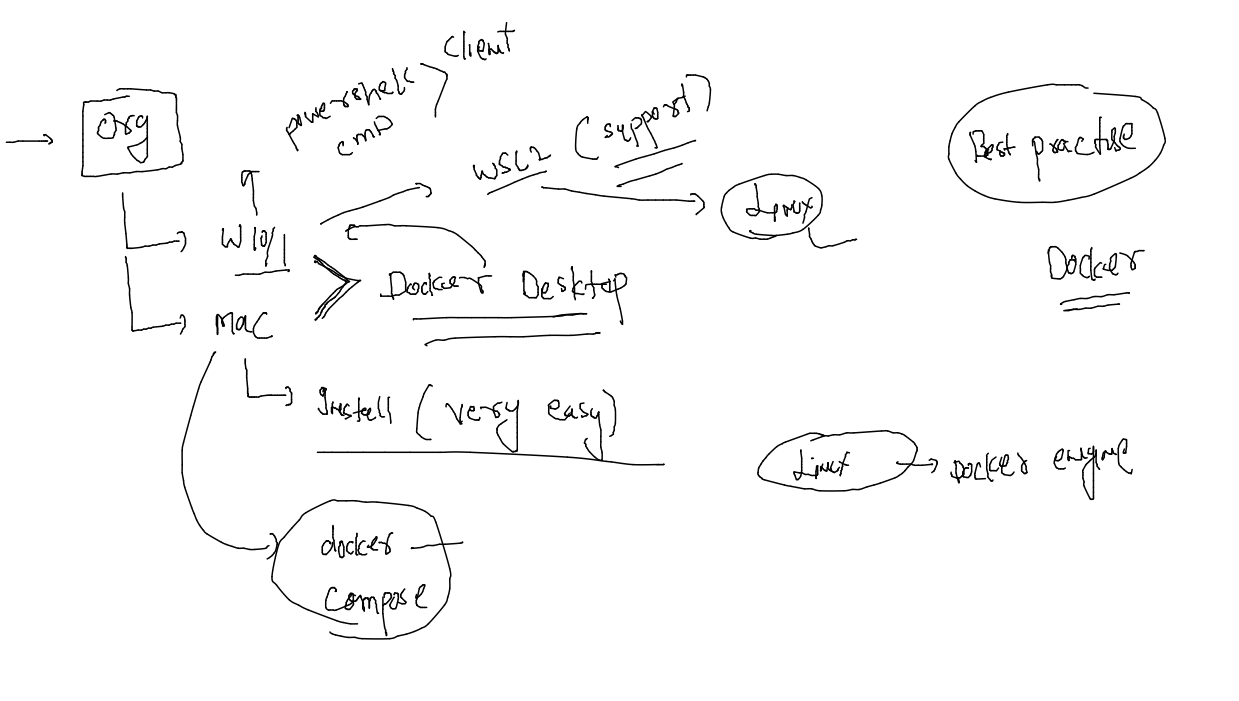 Client
powershell
cmD
Org
WSL2 (support)
Best practise
Linux
W 10/11
Docker
Docker Desktop
Mac
Install (very easy)
Linux
Docker engine
docker
compose